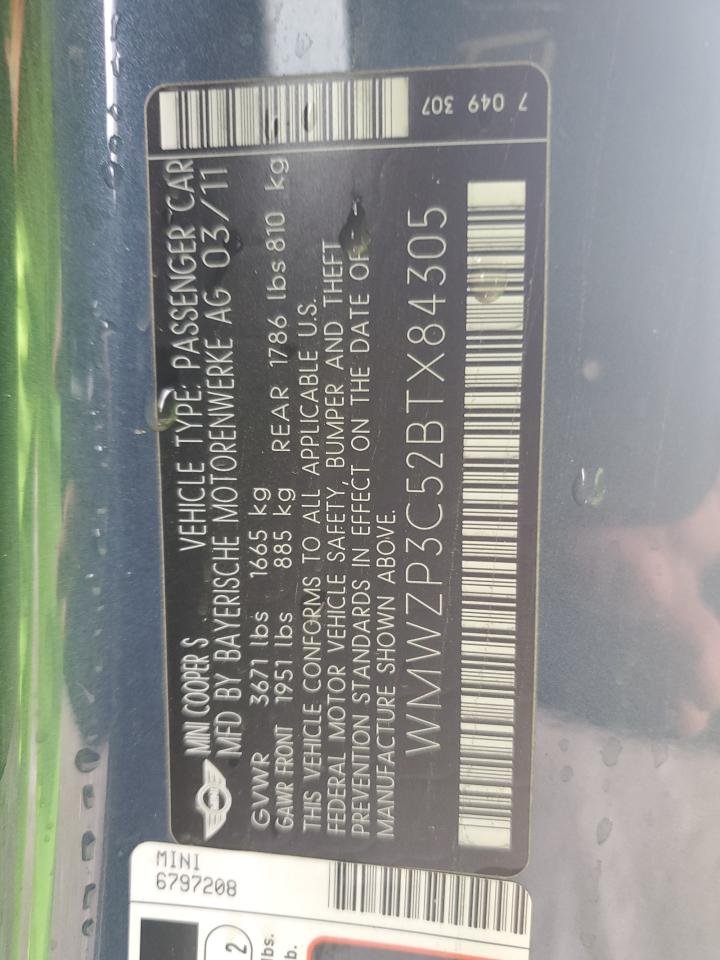 MINI COOPER S VEHICLE TYPE: PASSENGER CAR
MFD BY BAYERISCHE MOTORENWERKE AG 03/11
GVWR 3671 lbs 1665 kg
GAWR FRONT 1951 lbs 885 kg REAR 1786 lbs 810 kg
THIS VEHICLE CONFORMS TO ALL APPLICABLE U.S.
FEDERAL MOTOR VEHICLE SAFETY, BUMPER AND THEFT
PREVENTION STANDARDS IN EFFECT ON THE DATE OF
MANUFACTURE SHOWN ABOVE.
WMWZP3C52BTX84305
7 049 307
MINI
6797208
2
lbs.
b.